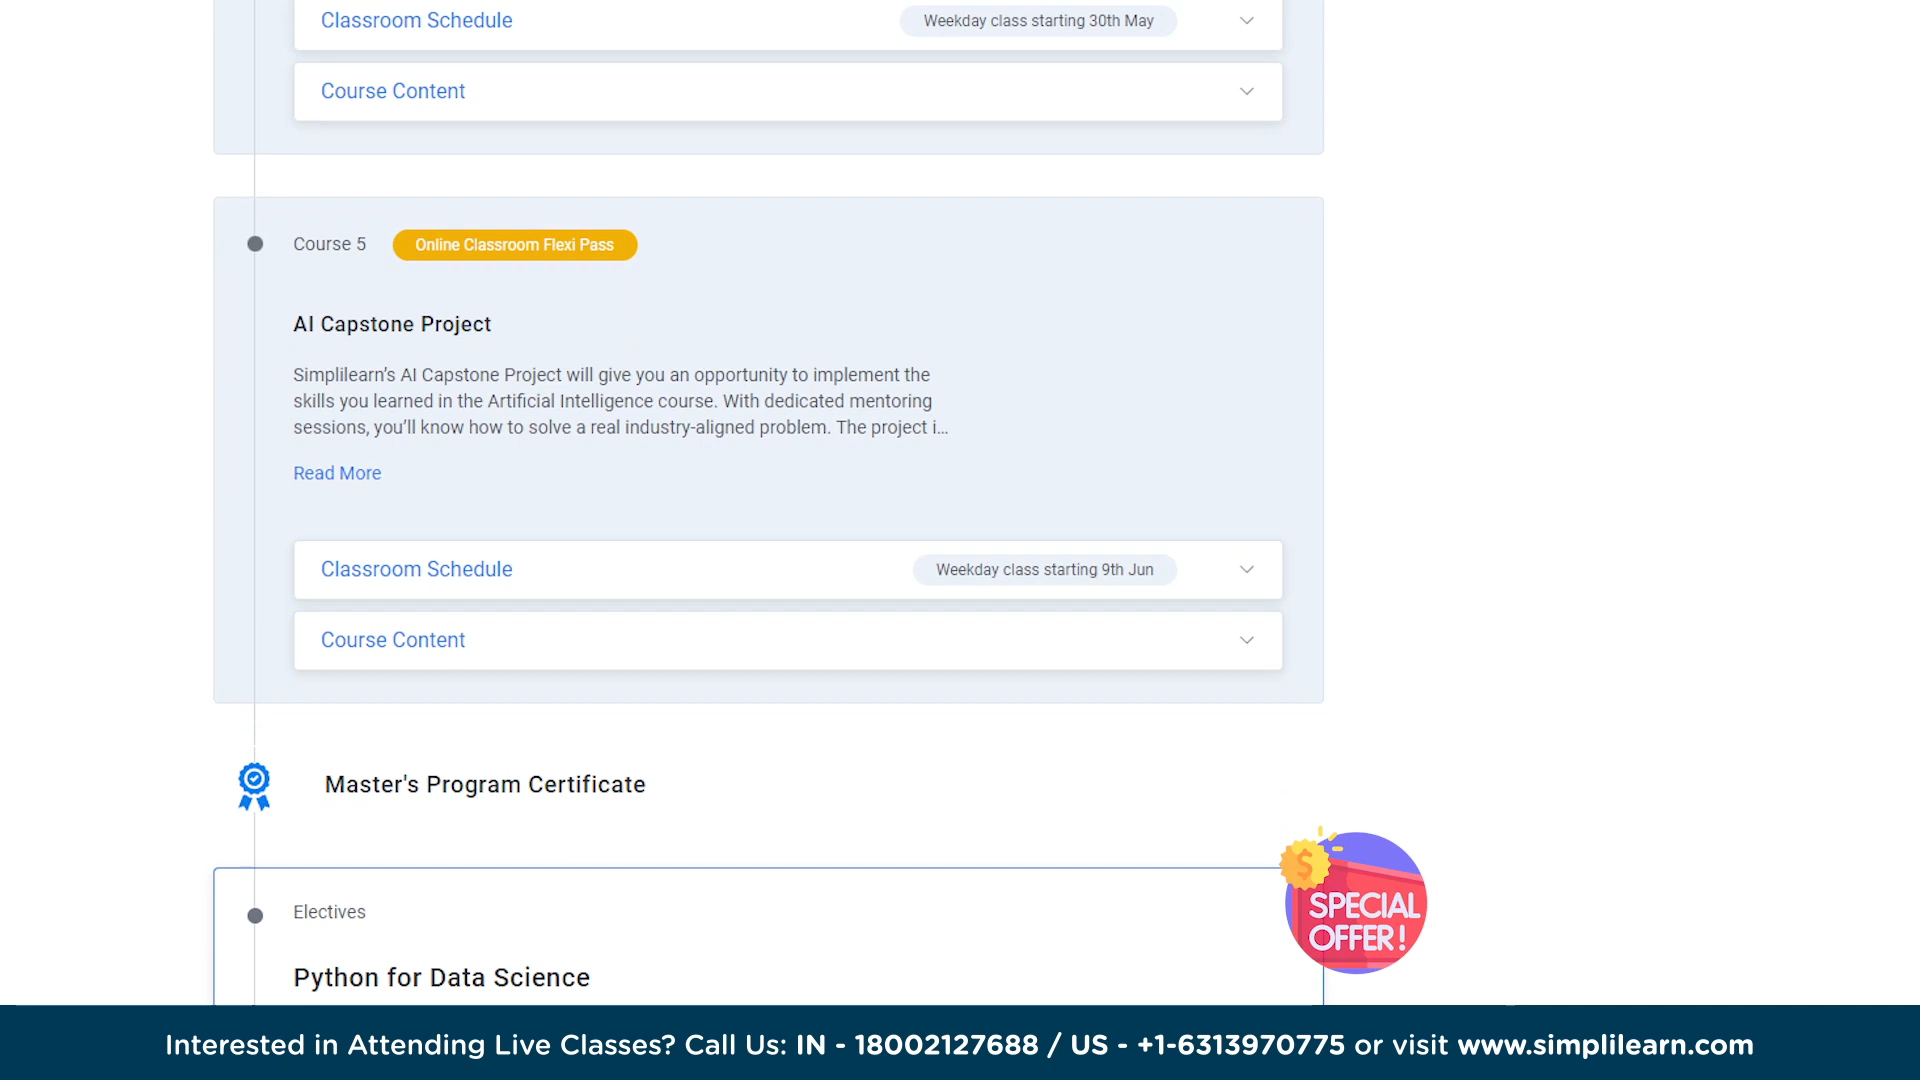 Classroom Schedule Weekday class starting 30th May
Course Content
Course 5 Online Classroom Flexi Pass
AI Capstone Project
Simplilearn’s AI Capstone Project will give you an opportunity to implement the
skills you learned in the Artificial Intelligence course. With dedicated mentoring
sessions, you’ll know how to solve a real industry-aligned problem. The project i...
Read More
Classroom Schedule Weekday class starting 9th Jun
Course Content
Master's Program Certificate
Electives
$
SPECIAL
OFFER!
Python for Data Science
Interested in Attending Live Classes? Call Us: IN - 18002127688 / US - +1-6313970775 or visit www.simplilearn.com